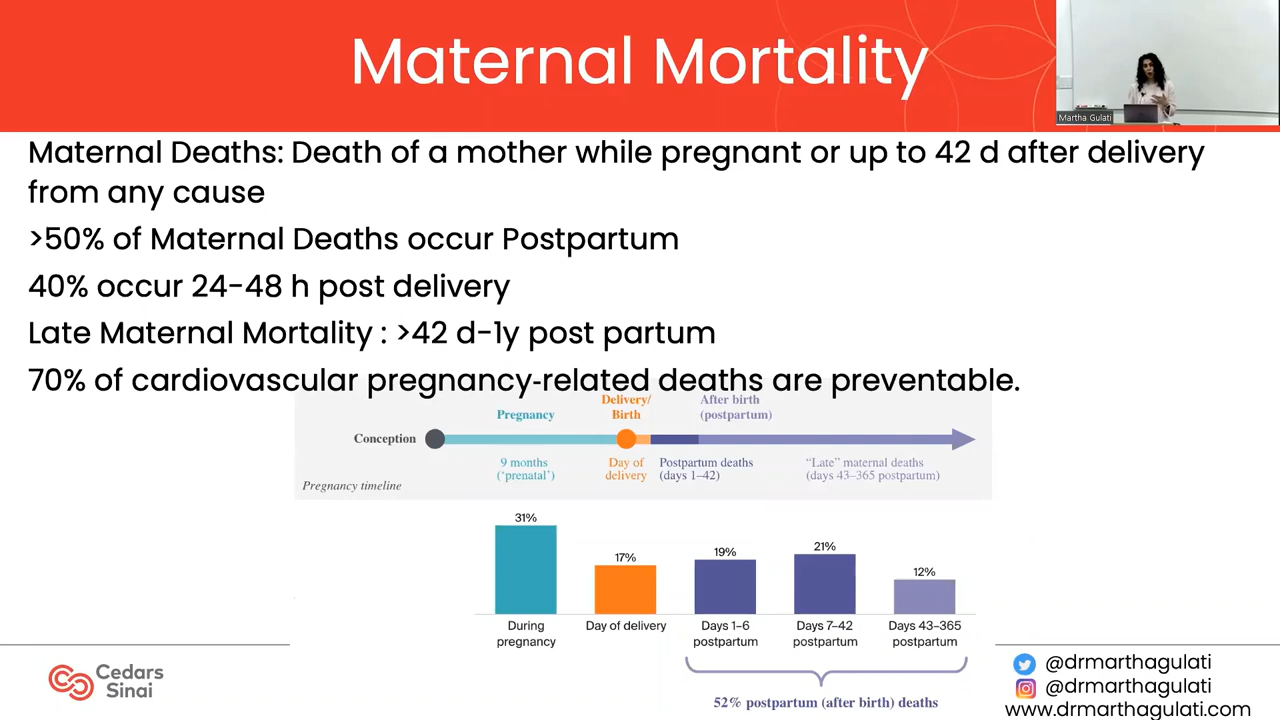 Maternal Mortality
Martha Gulati
Maternal Deaths: Death of a mother while pregnant or up to 42 d after delivery
from any cause
>50% of Maternal Deaths occur Postpartum
40% occur 24-48 h post delivery
Late Maternal Mortality : >42 d-1y post partum
70% of cardiovascular pregnancy-related deaths are preventable.
Pregnancy
Delivery/
Birth
After birth
(postpartum)
Conception
9 months
('prenatal')
Day of
delivery
Postpartum deaths
(days 1–42)
“Late” maternal deaths
(days 43–365 postpartum)
Pregnancy timeline
31%
17%
19%
21%
12%
During
pregnancy
Day of delivery
Days 1–6
postpartum
Days 7–42
postpartum
Days 43–365
postpartum
52% postpartum (after birth) deaths
Cedars
Sinai
@drmarthagulati
@drmarthagulati
www.drmarthagulati.com